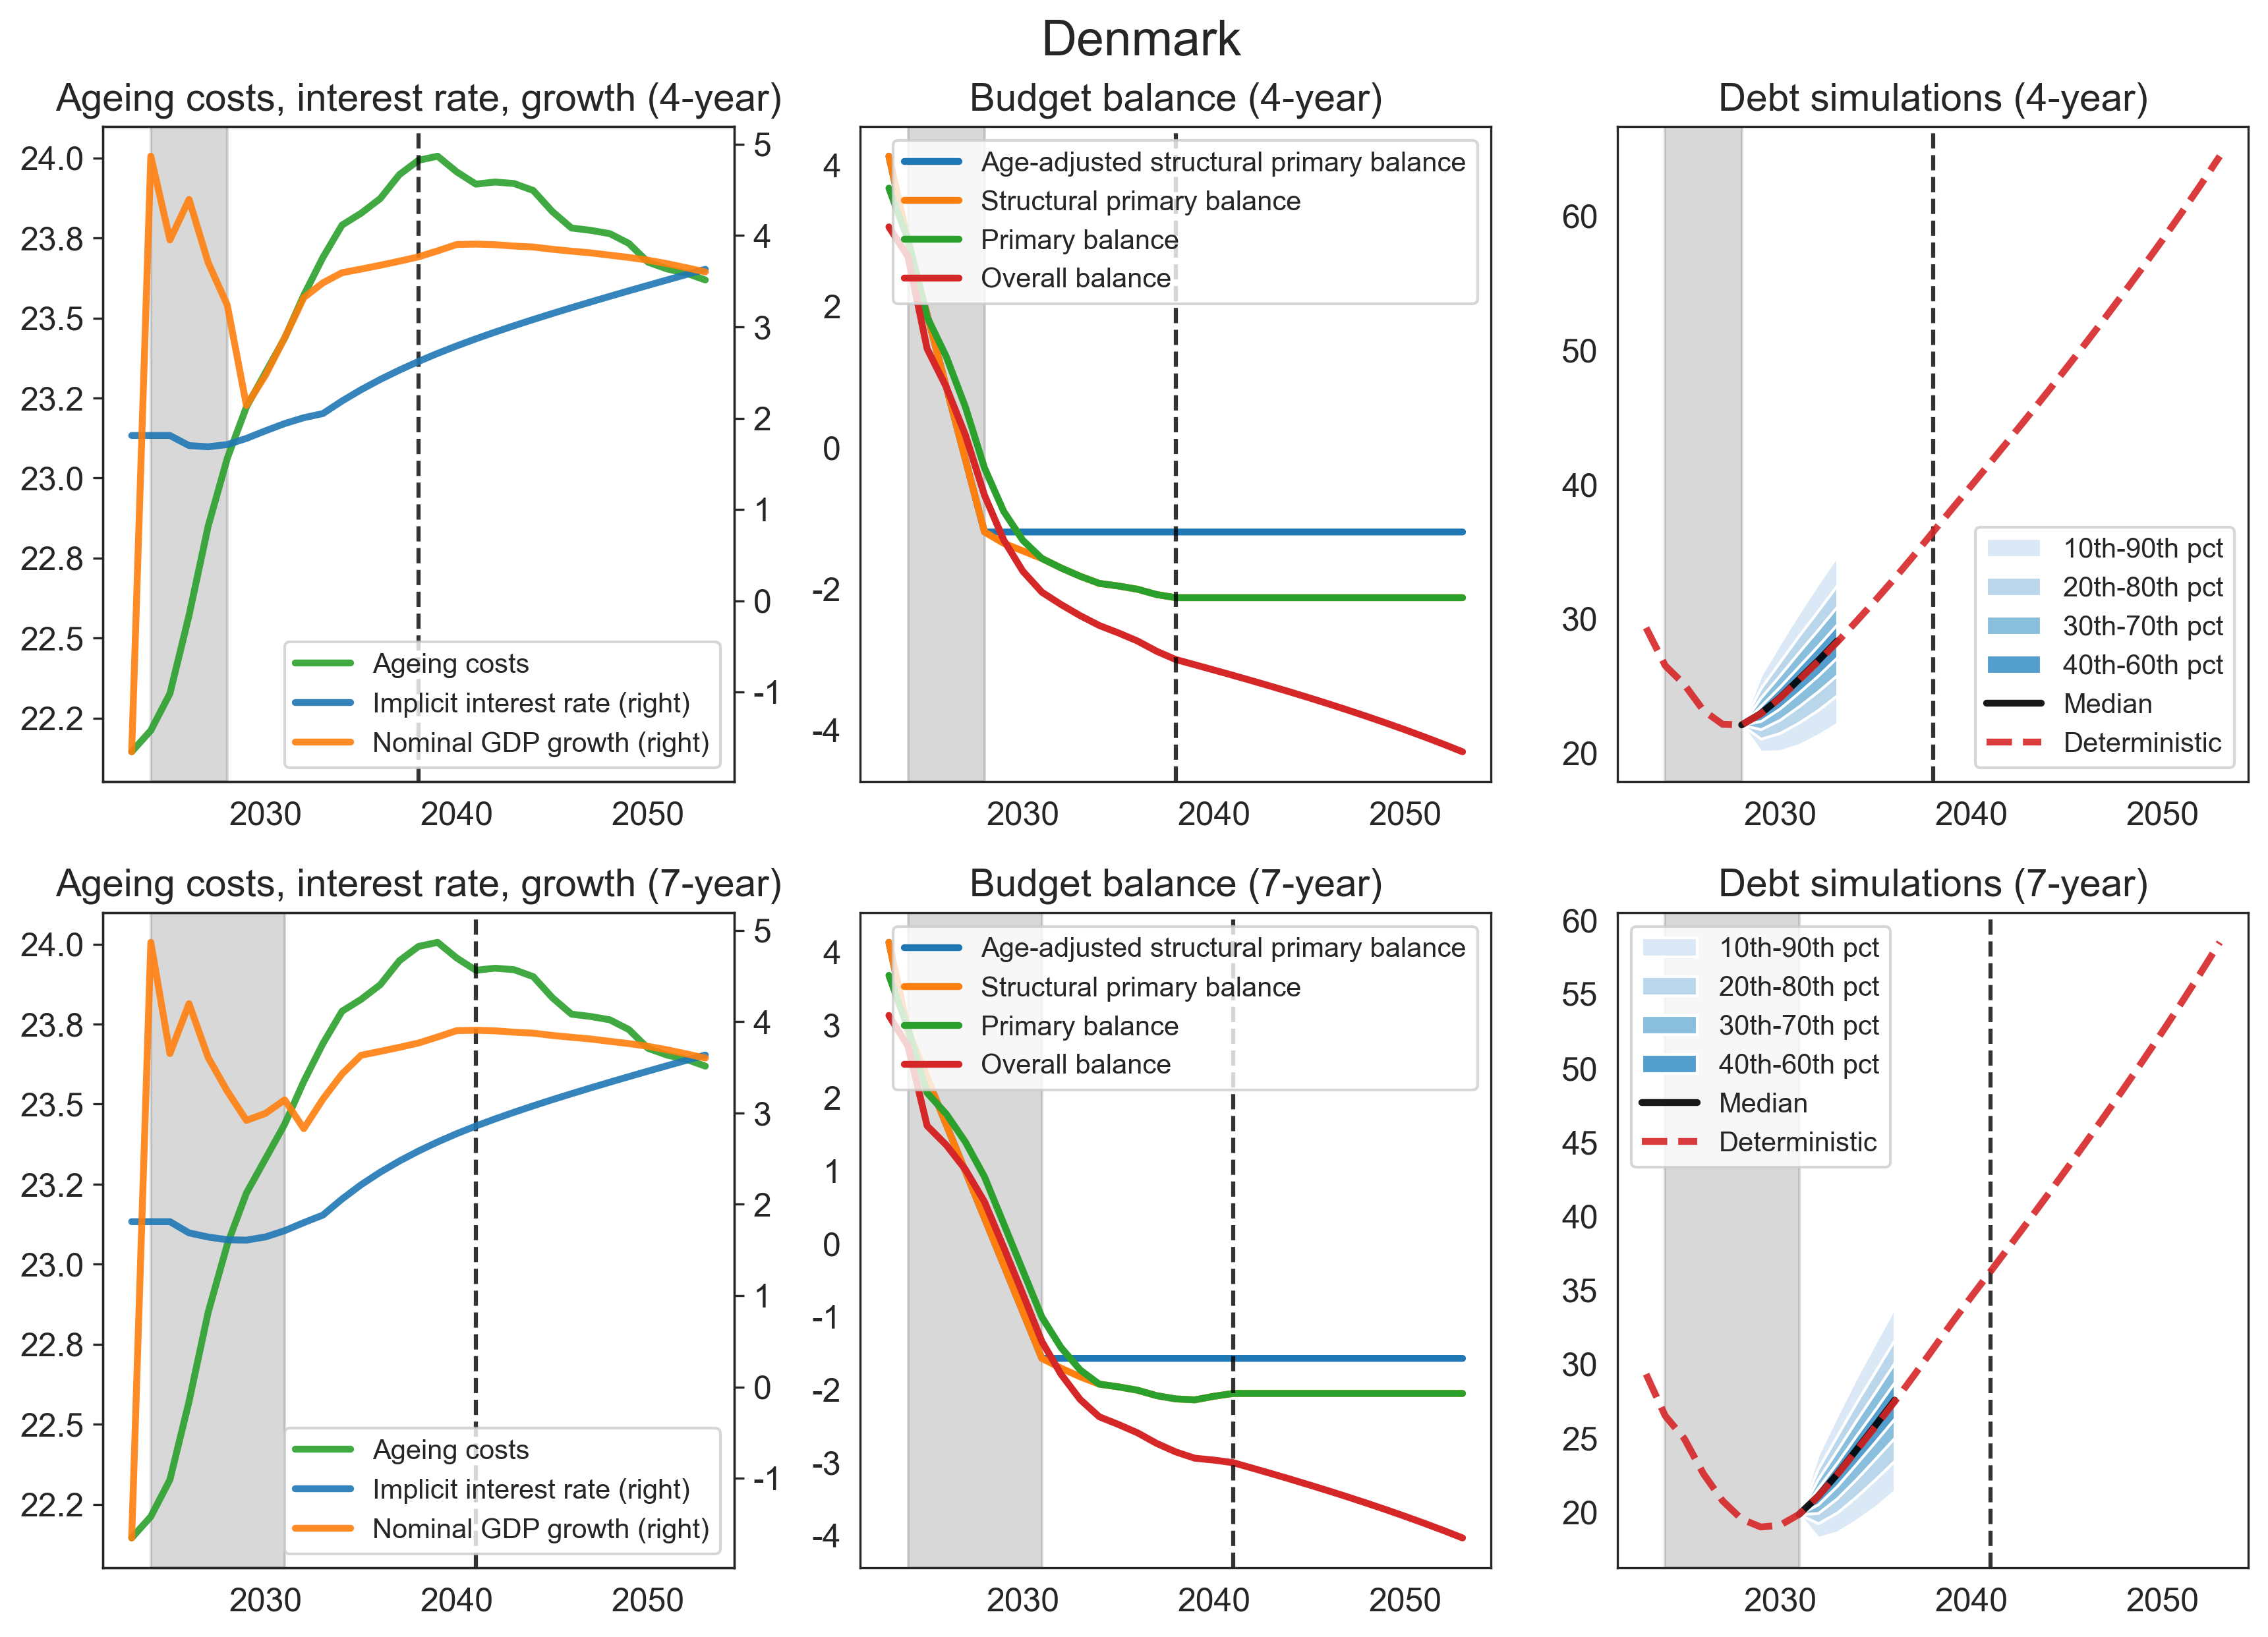 Denmark
Ageing costs, interest rate, growth (4-year)
24.0
23.8
23.5
23.2
23.0
22.8
22.5
22.2
5
4
3
2
1
0
-1
2030
2040
2050
Ageing costs
Implicit interest rate (right)
Nominal GDP growth (right)
Budget balance (4-year)
4
2
0
-2
-4
2030
2040
2050
Age-adjusted structural primary balance
Structural primary balance
Primary balance
Overall balance
Debt simulations (4-year)
60
50
40
30
20
2030
2040
2050
10th-90th pct
20th-80th pct
30th-70th pct
40th-60th pct
Median
Deterministic
Ageing costs, interest rate, growth (7-year)
24.0
23.8
23.5
23.2
23.0
22.8
22.5
22.2
5
4
3
2
1
0
-1
2030
2040
2050
Ageing costs
Implicit interest rate (right)
Nominal GDP growth (right)
Budget balance (7-year)
4
3
2
1
0
-1
-2
-3
-4
2030
2040
2050
Age-adjusted structural primary balance
Structural primary balance
Primary balance
Overall balance
Debt simulations (7-year)
60
55
50
45
40
35
30
25
20
2030
2040
2050
10th-90th pct
20th-80th pct
30th-70th pct
40th-60th pct
Median
Deterministic